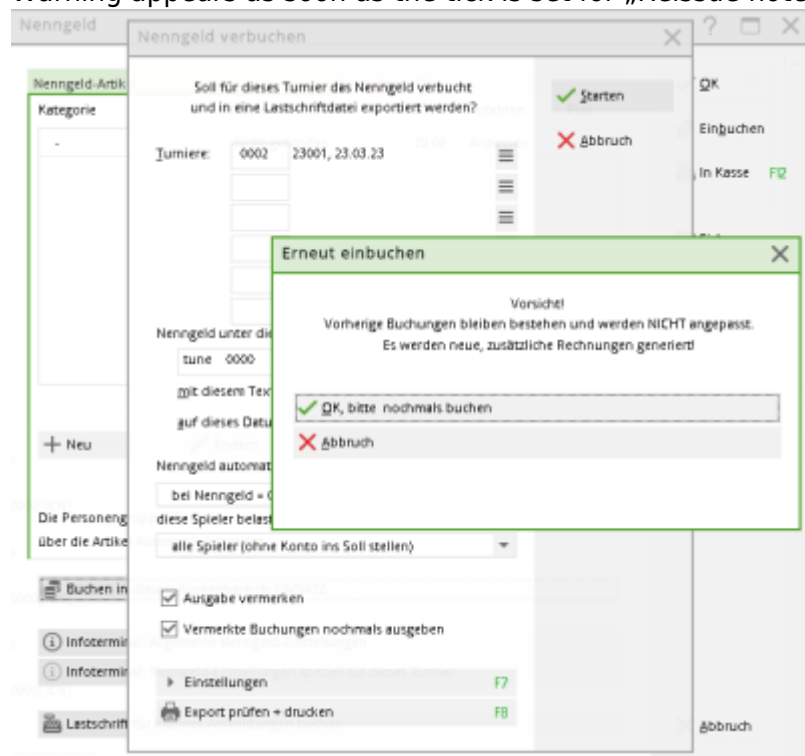 Warning appears as soon as the tick is set for „Reissue note
Nenngeld
Nenngeld verbuchen
Nenngeld-Artik
Kategorie
-
Soll für dieses Turnier das Nenngeld verbucht
und in eine Lastschriftdatei exportiert werden?
Starten
Abbruch
OK
Einbuchen
In Kasse
Turniere: 0002 23001, 23.03.23
Erneut einbuchen
Vorsicht!
Vorherige Buchungen bleiben bestehen und werden NICHT angepasst.
Es werden neue, zusätzliche Rechnungen generiert!
OK, bitte nochmals buchen
Abbruch
Nenngeld unter die
tune 0000
mit diesem Tex
auf dieses Datu
Neu
Nenngeld automat
bei Nenngeld =
Die Personeng
diese Spieler belast
über die Artike
alle Spieler (ohne Konto ins Soll stellen)
Buchen in
Ausgabe vermerken
Vermerkte Buchungen nochmals ausgeben
Infotermin
Infotermin
Einstellungen F7
Export prüfen + drucken F8
Lastschrift
Abbruch